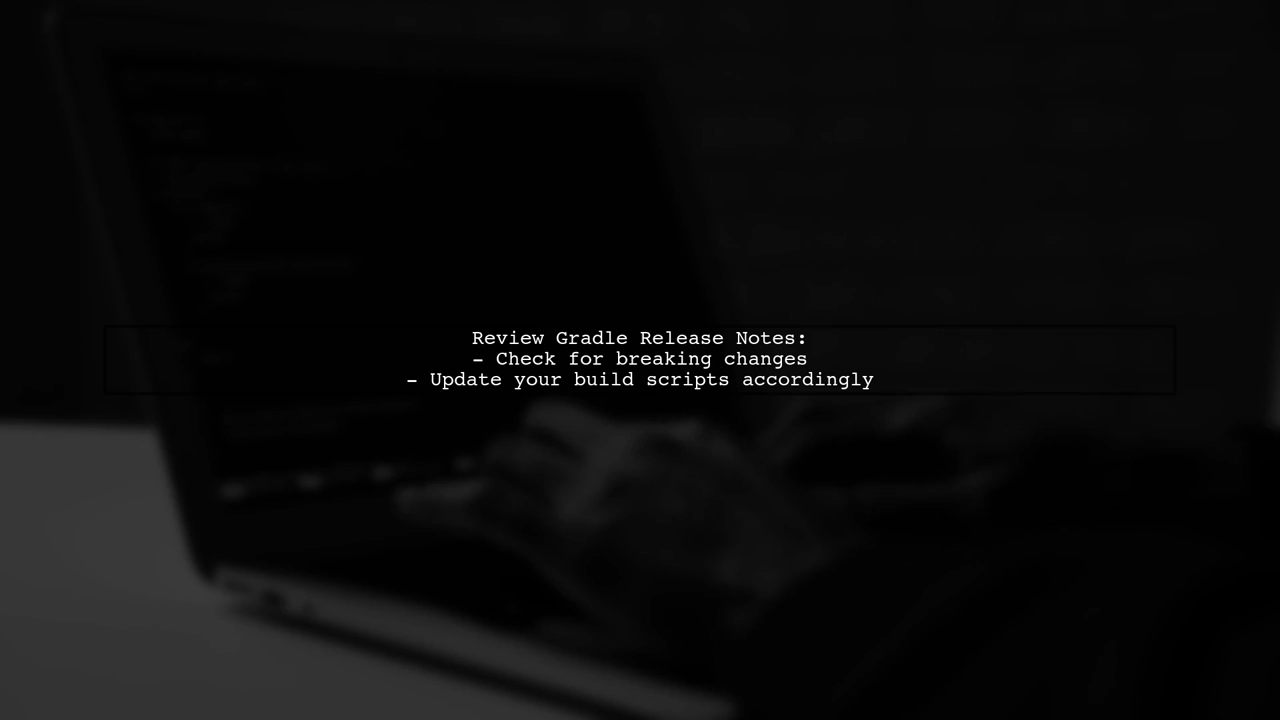 Review Gradle Release Notes:
- Check for breaking changes
- Update your build scripts accordingly